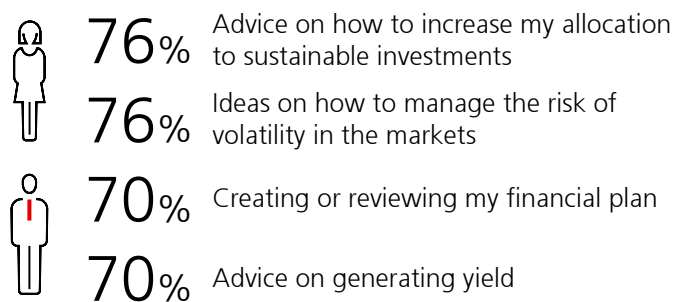 76% Advice on how to increase my allocation
to sustainable investments
76% Ideas on how to manage the risk of
volatility in the markets
70% Creating or reviewing my financial plan
70% Advice on generating yield